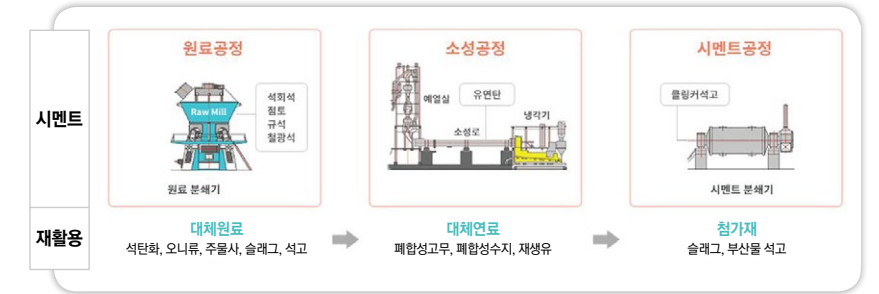 시멘트
원료공정
Raw Mill
석회석
점토
규석
철광석
원료 분쇄기
소성공정
예열실
유연탄
소성로
냉각기
시멘트공정
클링커석고
시멘트 분쇄기
재활용
대체원료
석탄화, 오니류, 주물사, 슬래그, 석고
대체연료
폐합성고무, 폐합성수지, 재생유
첨가재
슬래그, 부산물 석고